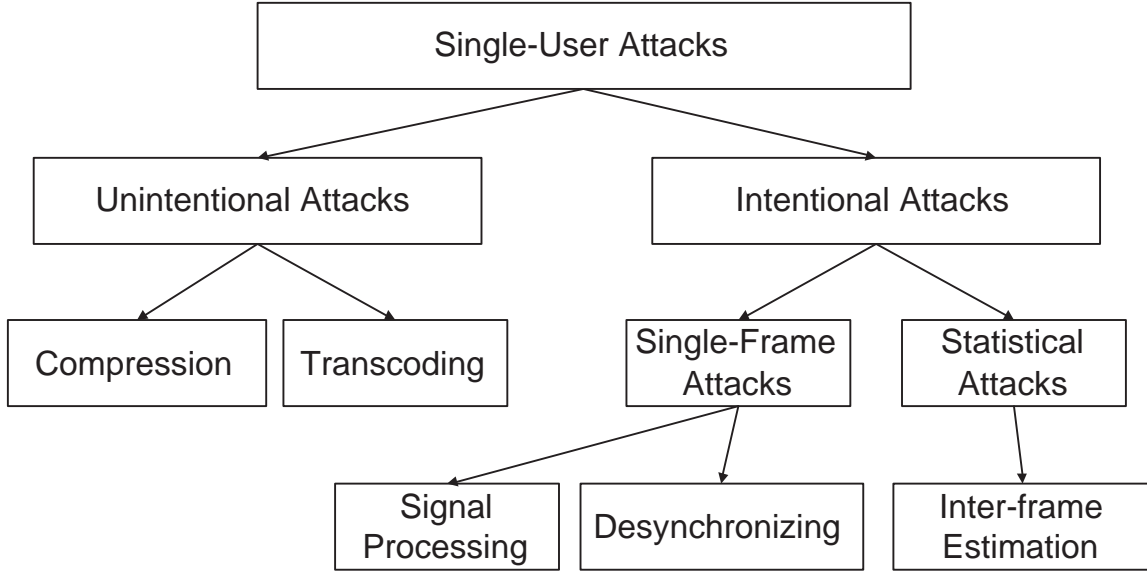 Single-User Attacks
Unintentional Attacks
Intentional Attacks
Compression
Transcoding
Single-Frame
Attacks
Statistical
Attacks
Signal
Processing
Desynchronizing
Inter-frame
Estimation